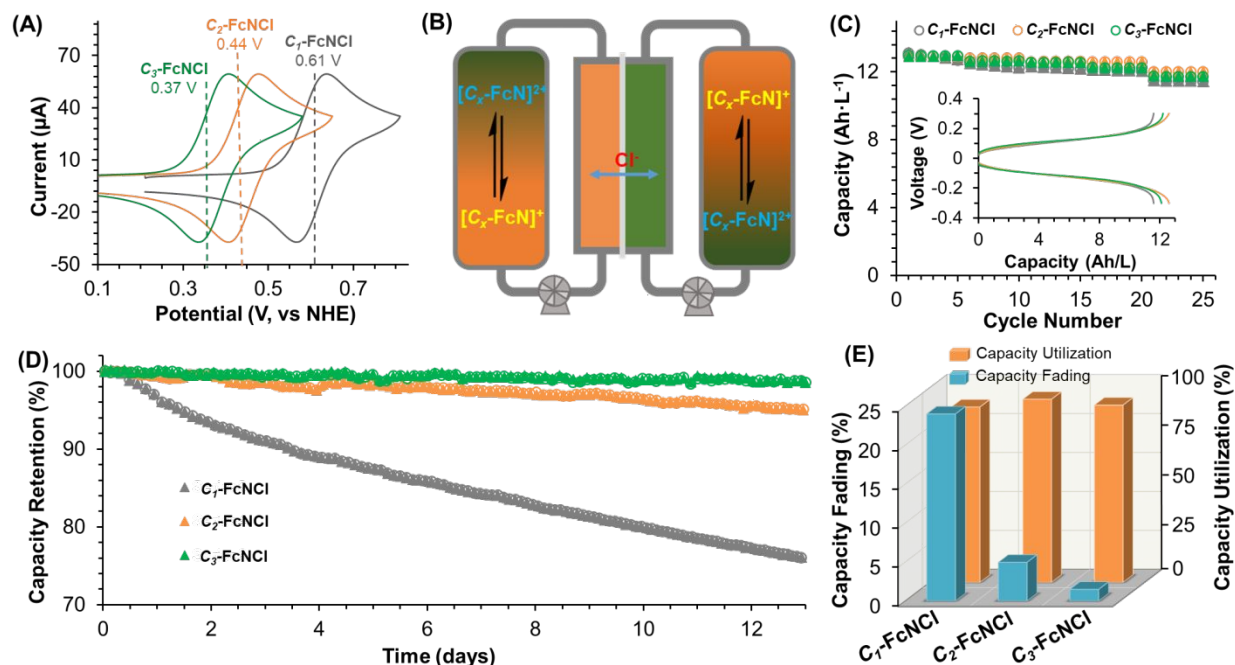 (A)
C₂-FcNCl
0.44 V
C₁-FcNCl
0.61 V
C₃-FcNCl
0.37 V
70
50
30
10
-10
-30
-50
Current (µA)
0.1
0.3
0.5
0.7
Potential (V, vs NHE)
(B)
[Cₓ-FcN]²⁺
[Cₓ-FcN]⁺
Cl⁻
[Cₓ-FcN]⁺
[Cₓ-FcN]²⁺
(C)
C₁-FcNCl
C₂-FcNCl
C₃-FcNCl
Capacity (Ah·L⁻¹)
16
12
8
4
0
Voltage (V)
0.4
0.2
0
-0.2
-0.4
0
4
8
12
Capacity (Ah/L)
0
5
10
15
20
25
Cycle Number
(D)
Capacity Retention (%)
100
90
80
70
C₁-FcNCl
C₂-FcNCl
C₃-FcNCl
0
2
4
6
8
10
12
Time (days)
(E)
Capacity Utilization
Capacity Fading
Capacity Fading (%)
25
20
15
10
5
0
100
75
50
25
0
Capacity Utilization (%)
C₁-FcNCl
C₂-FcNCl
C₃-FcNCl